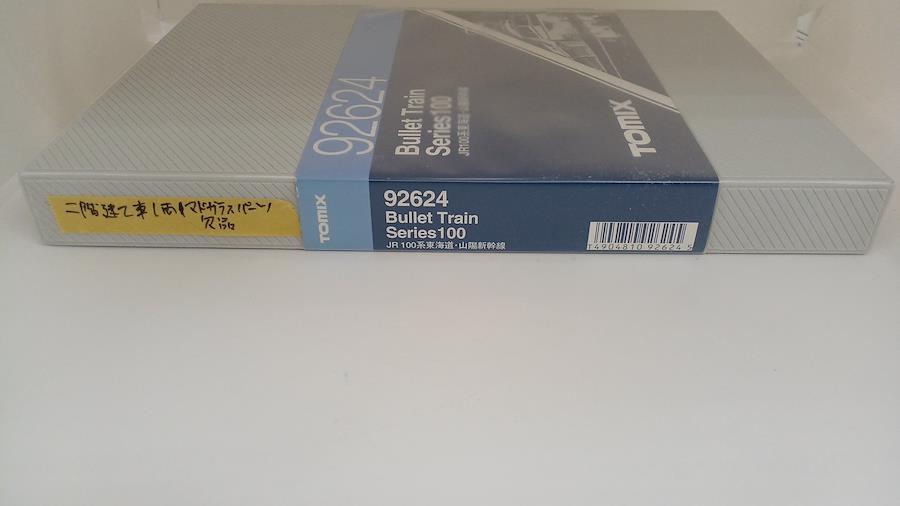 92624
Bullet Train
Series100
JR100系東海道・山陽新幹線
TOMIX
二階建て車1両マドガラスパーツ
欠品
TOMIX
92624
Bullet Train
Series100
JR 100系東海道・山陽新幹線
T4904810 92624 5